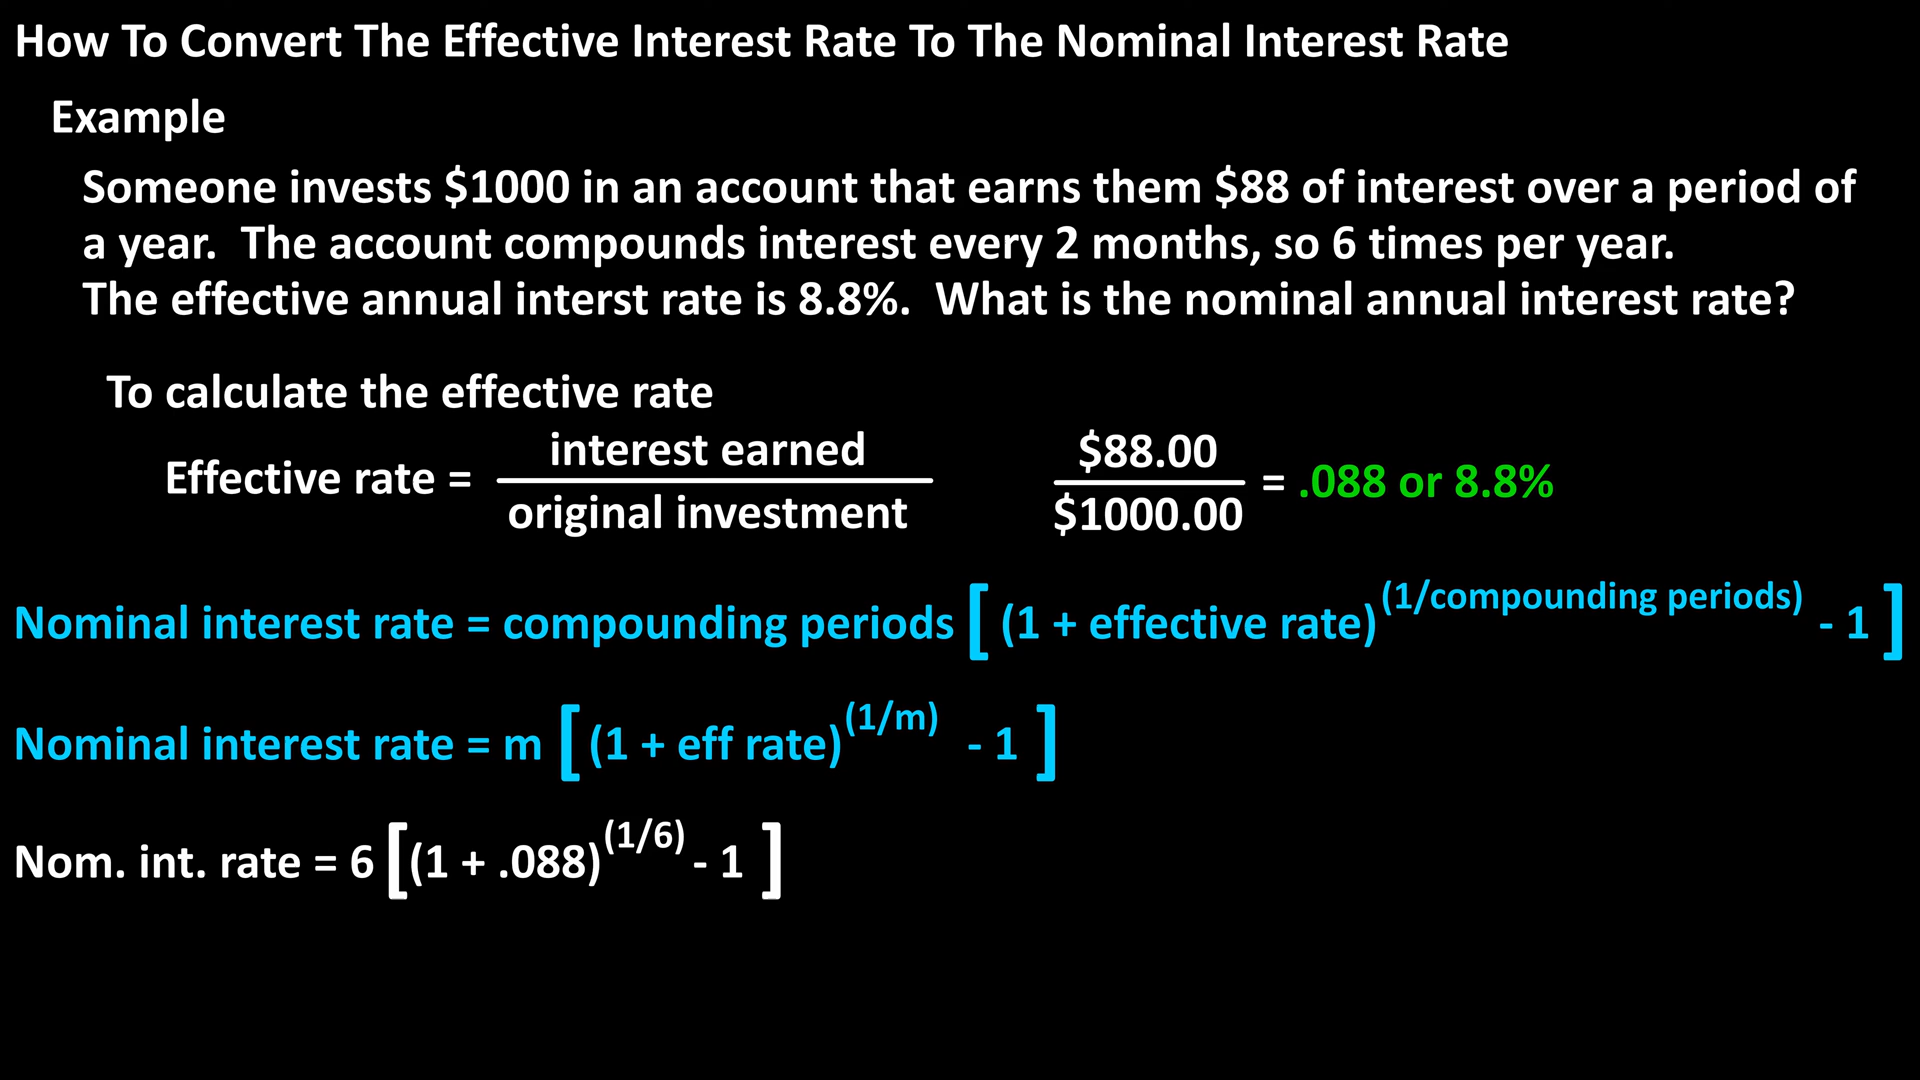 How To Convert The Effective Interest Rate To The Nominal Interest Rate
Example
Someone invests $1000 in an account that earns them $88 of interest over a period of
a year.  The account compounds interest every 2 months, so 6 times per year.
The effective annual interst rate is 8.8%.  What is the nominal annual interest rate?
To calculate the effective rate
Effective rate = interest earned / original investment
$88.00 / $1000.00 = .088 or 8.8%
Nominal interest rate = compounding periods [ (1 + effective rate)^(1/compounding periods) - 1 ]
Nominal interest rate = m [ (1 + eff rate)^(1/m) - 1 ]
Nom. int. rate = 6 [ (1 + .088)^(1/6) - 1 ]